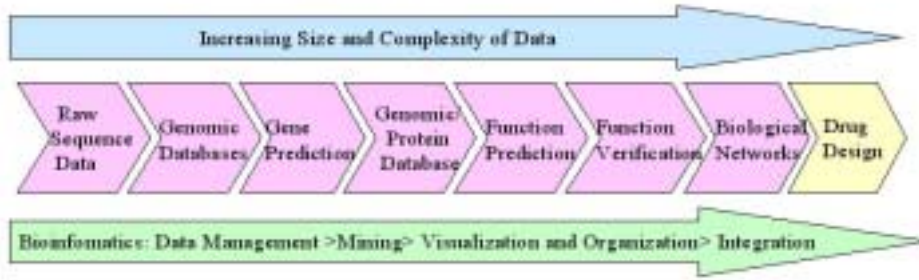 Increasing Size and Complexity of Data
Raw
Sequence
Data
Genomic
Databases
Gene
Prediction
Genomic/
Protein
Database
Function
Prediction
Function
Verification
Biological
Networks
Drug
Design
Bioinfomatics: Data Management >Mining> Visualization and Organization> Integration